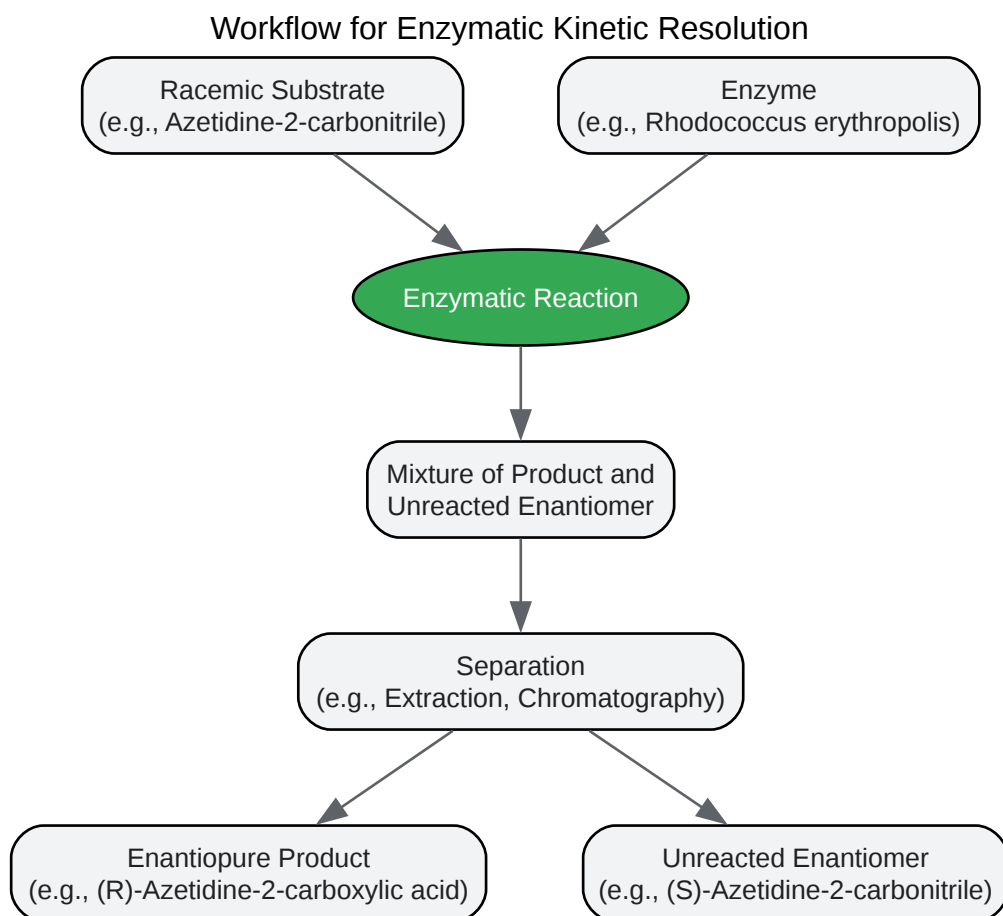 Workflow for Enzymatic Kinetic Resolution
Racemic Substrate
(e.g., Azetidine-2-carbonitrile)
Enzyme
(e.g., Rhodococcus erythropolis)
Enzymatic Reaction
Mixture of Product and
Unreacted Enantiomer
Separation
(e.g., Extraction, Chromatography)
Enantiopure Product
(e.g., (R)-Azetidine-2-carboxylic acid)
Unreacted Enantiomer
(e.g., (S)-Azetidine-2-carbonitrile)